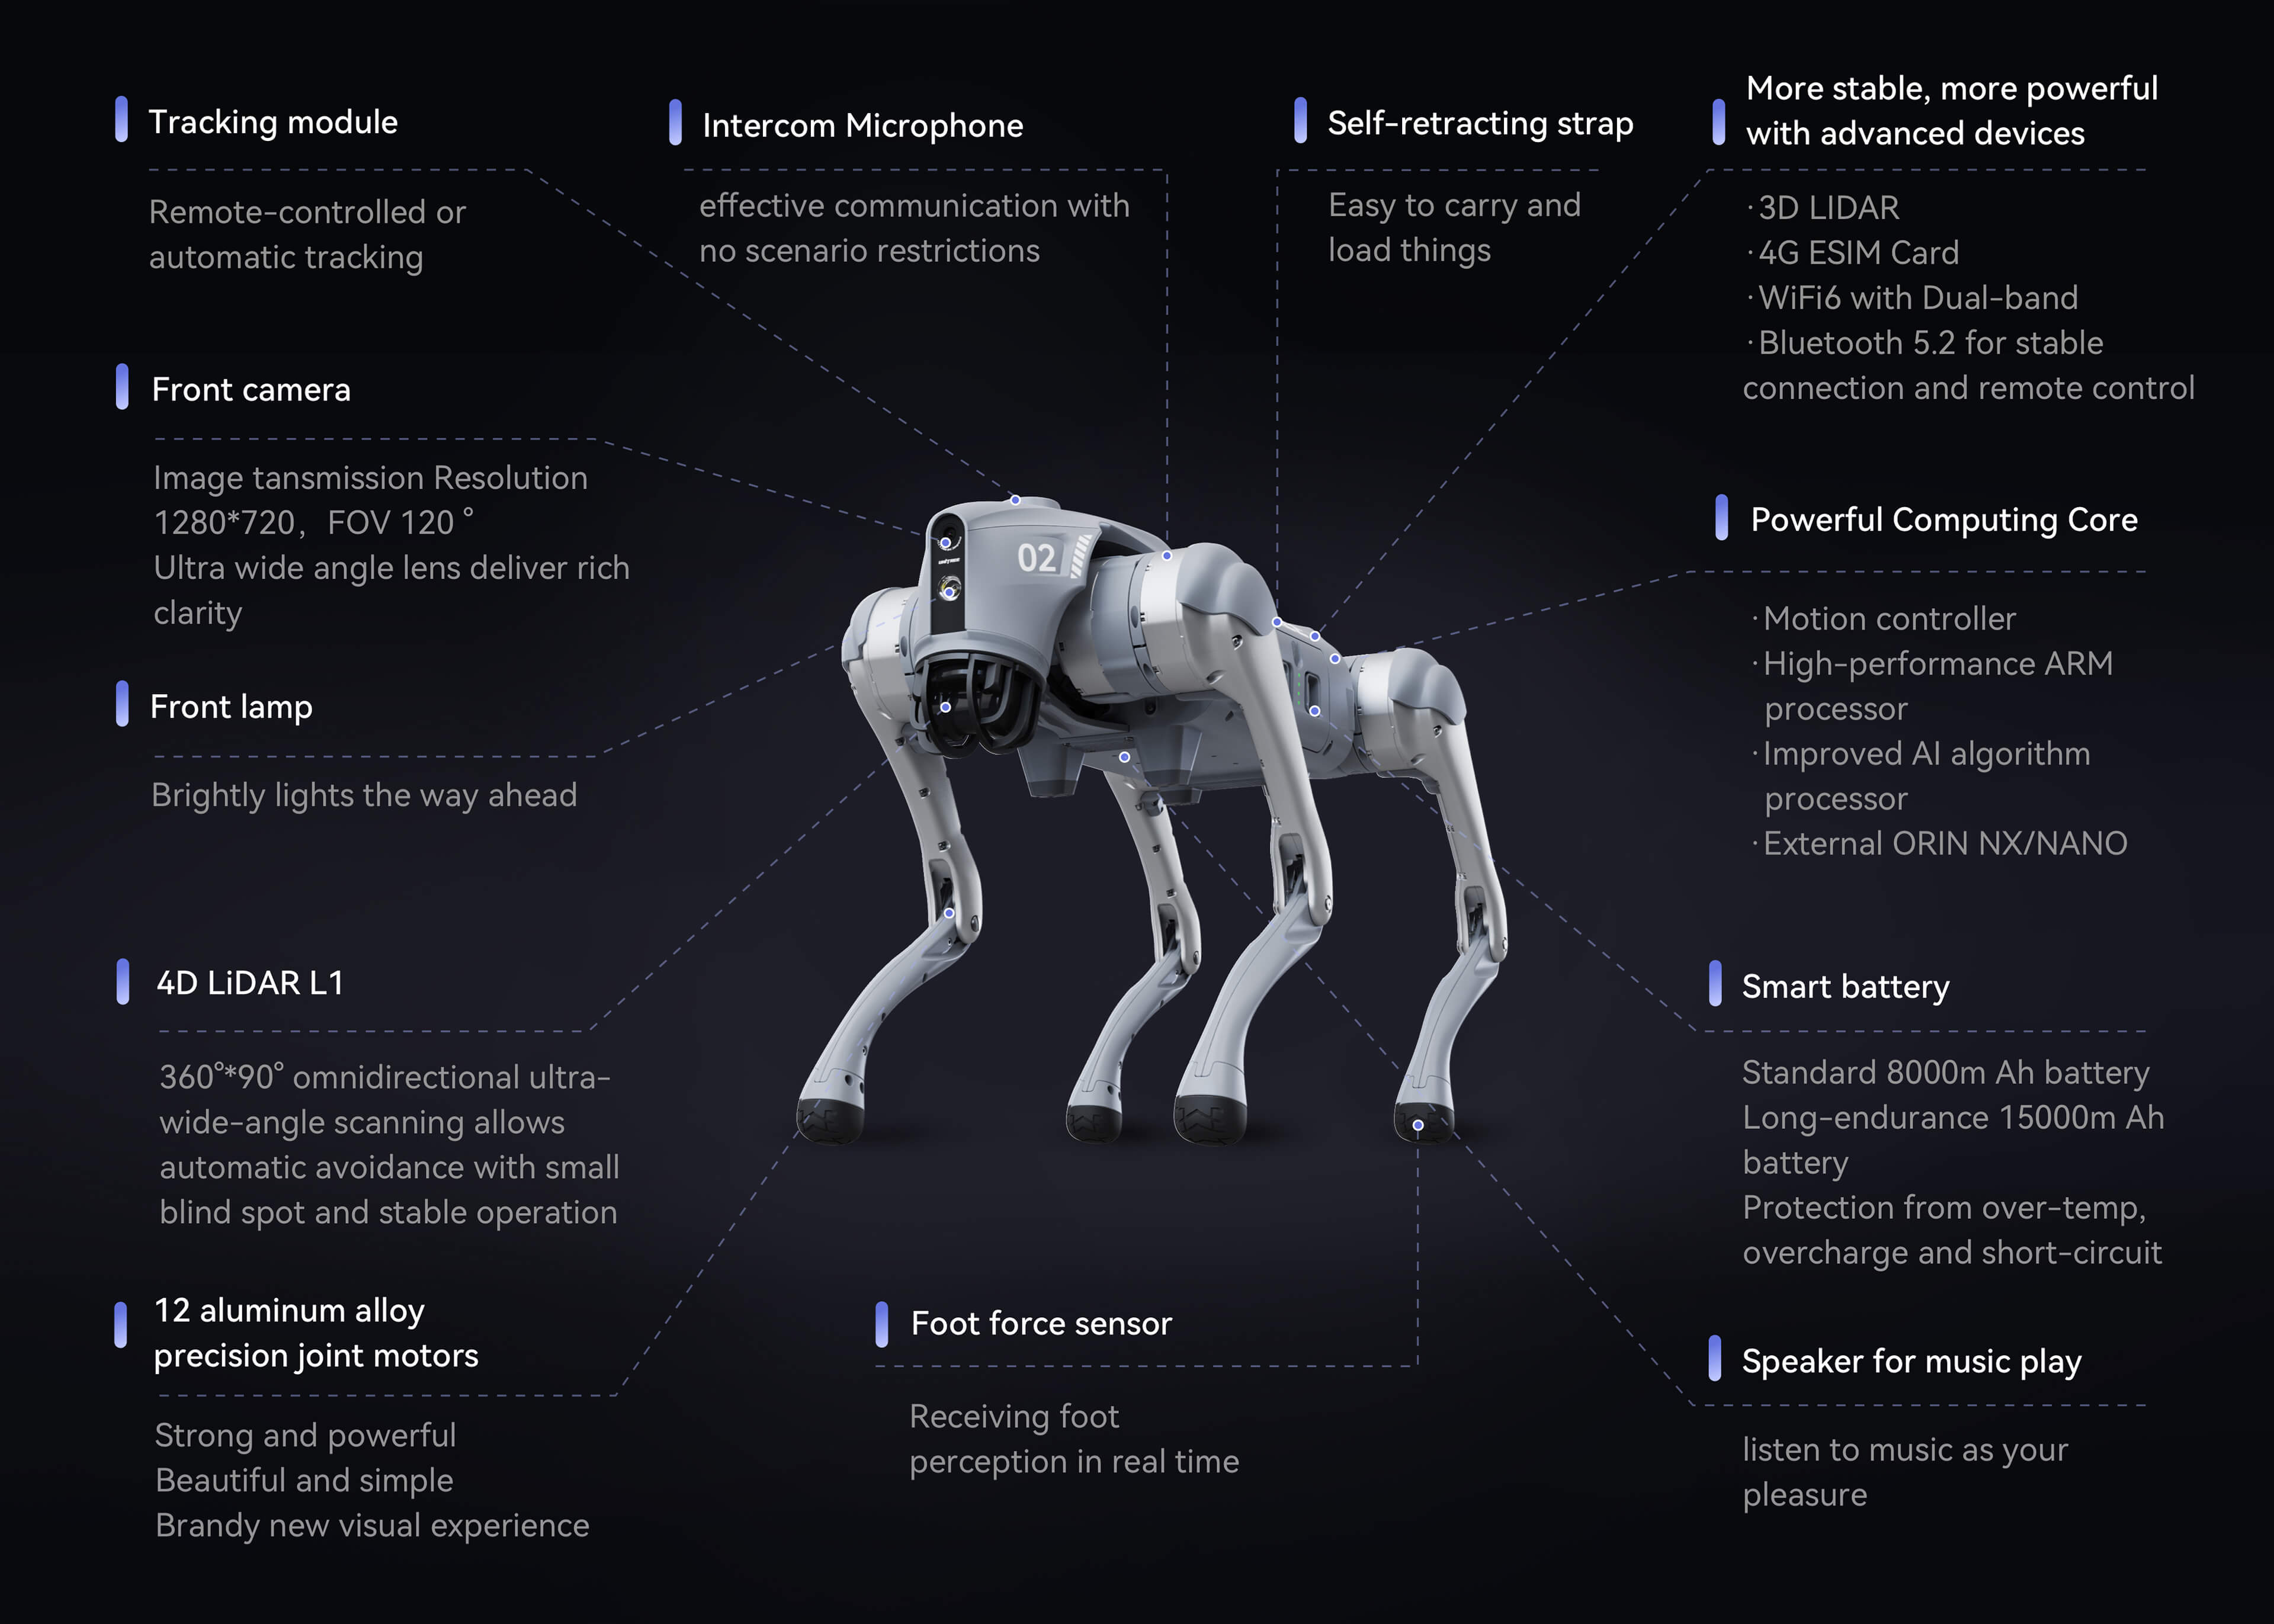 Tracking module
Remote-controlled or
automatic tracking
Intercom Microphone
effective communication with
no scenario restrictions
Self-retracting strap
Easy to carry and
load things
More stable, more powerful
with advanced devices
·3D LIDAR
·4G ESIM Card
·WiFi6 with Dual-band
·Bluetooth 5.2 for stable
connection and remote control
Front camera
Image tansmission Resolution
1280*720，FOV 120 °
Ultra wide angle lens deliver rich
clarity
Powerful Computing Core
·Motion controller
·High-performance ARM
processor
·Improved AI algorithm
processor
·External ORIN NX/NANO
02
Front lamp
Brightly lights the way ahead
4D LiDAR L1
360°*90° omnidirectional ultra-
wide-angle scanning allows
automatic avoidance with small
blind spot and stable operation
Smart battery
Standard 8000m Ah battery
Long-endurance 15000m Ah
battery
Protection from over-temp,
overcharge and short-circuit
12 aluminum alloy
precision joint motors
Strong and powerful
Beautiful and simple
Brandy new visual experience
Foot force sensor
Receiving foot
perception in real time
Speaker for music play
listen to music as your
pleasure